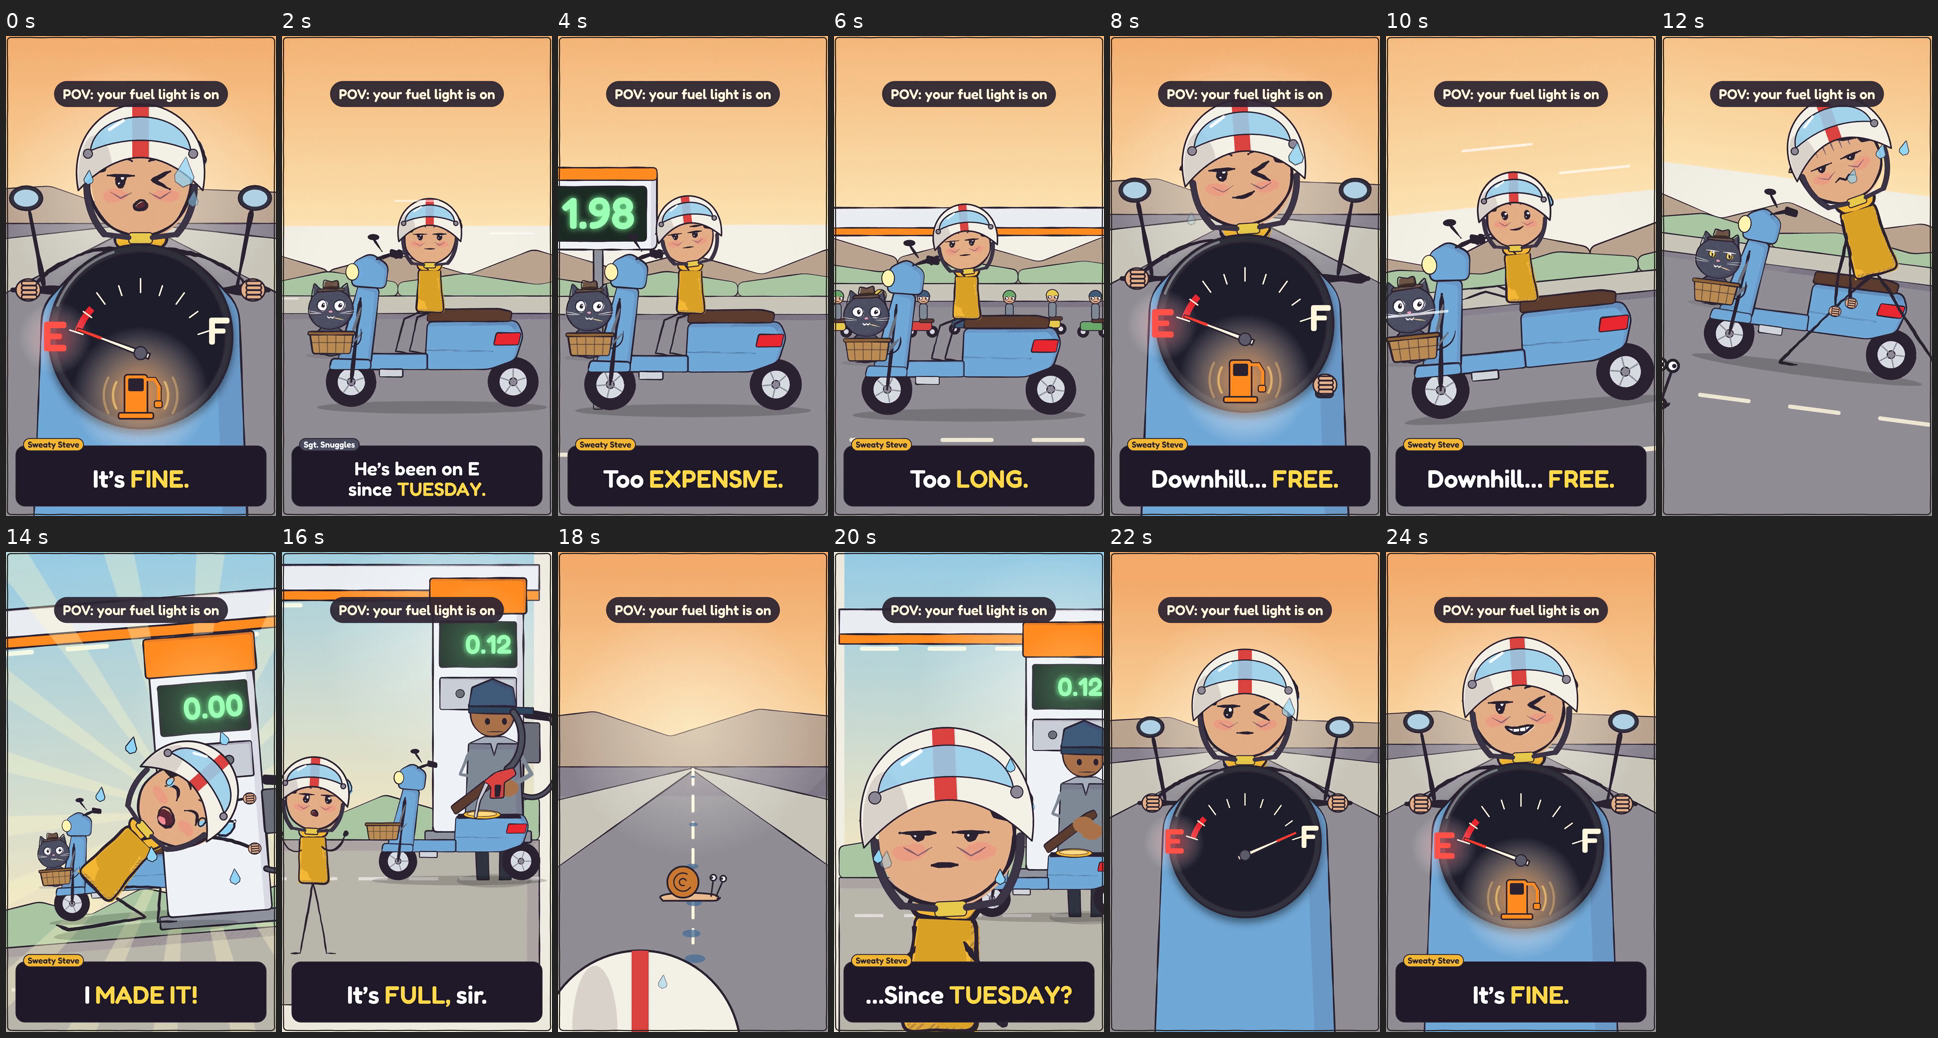 0 s
POV: your fuel light is on
E
F
Sweaty Steve
It's FINE.
2 s
POV: your fuel light is on
Sgt. Snuggles
He's been on E
since TUESDAY.
4 s
POV: your fuel light is on
1.98
Sweaty Steve
Too EXPENSIVE.
6 s
POV: your fuel light is on
Sweaty Steve
Too LONG.
8 s
POV: your fuel light is on
E
F
Sweaty Steve
Downhill... FREE.
10 s
POV: your fuel light is on
Sweaty Steve
Downhill... FREE.
12 s
POV: your fuel light is on
14 s
POV: your fuel light is on
0.00
Sweaty Steve
I MADE IT!
16 s
POV: your fuel light is on
0.12
It's FULL, sir.
18 s
POV: your fuel light is on
20 s
POV: your fuel light is on
0.12
Sweaty Steve
...Since TUESDAY?
22 s
POV: your fuel light is on
E
F
24 s
POV: your fuel light is on
E
F
Sweaty Steve
It's FINE.